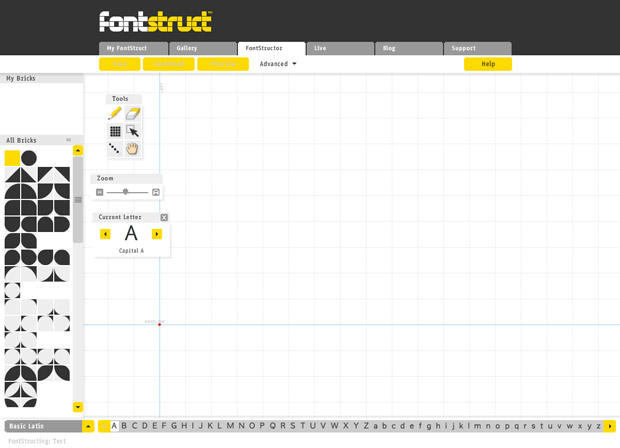 fontstruct
My FontStruct Gallery FontStructor Live Blog Support
Advanced Help
My Bricks
Tools
All Bricks
Zoom
Current Letter
A
Capital A
BASELINE
Basic Latin A B C D E F G H I J K L M N O P Q R S T U V W X Y Z a b c d e f g h i j k l m n o p q r s t u v w x y z
FontStructing: Test